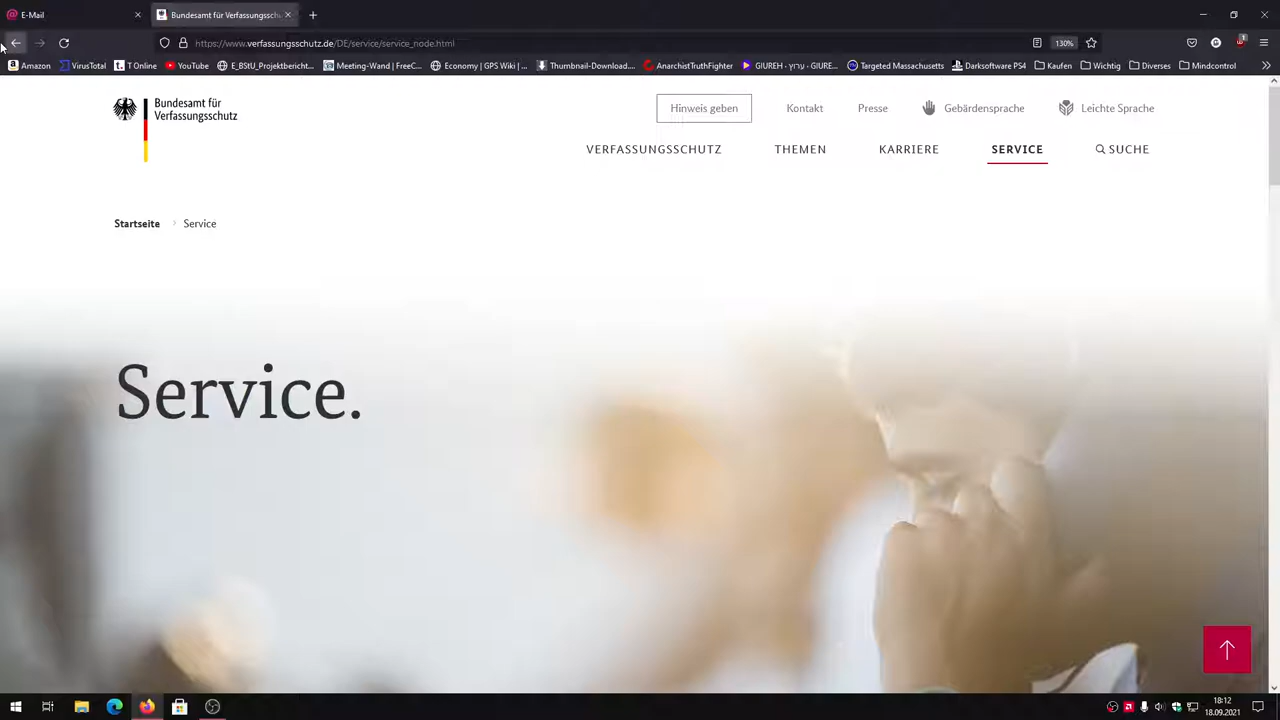 E-Mail
Bundesamt für Verfassungssch
https://www.verfassungsschutz.de/DE/service/service_node.html
130%
Amazon
VirusTotal
T Online
YouTube
E_BStU_Projektbericht...
Meeting-Wand | FreeC...
Economy | GPS Wiki | ...
Thumbnail-Download....
AnarchistTruthFighter
GIUREH · ערוץ · GIURE...
Targeted Massachusetts
Darksoftware PS4
Kaufen
Wichtig
Diverses
Mindcontrol
Bundesamt für
Verfassungsschutz
Hinweis geben
Kontakt
Presse
Gebärdensprache
Leichte Sprache
VERFASSUNGSSCHUTZ
THEMEN
KARRIERE
SERVICE
SUCHE
Startseite
Service
Service.
18:12
18.09.2021